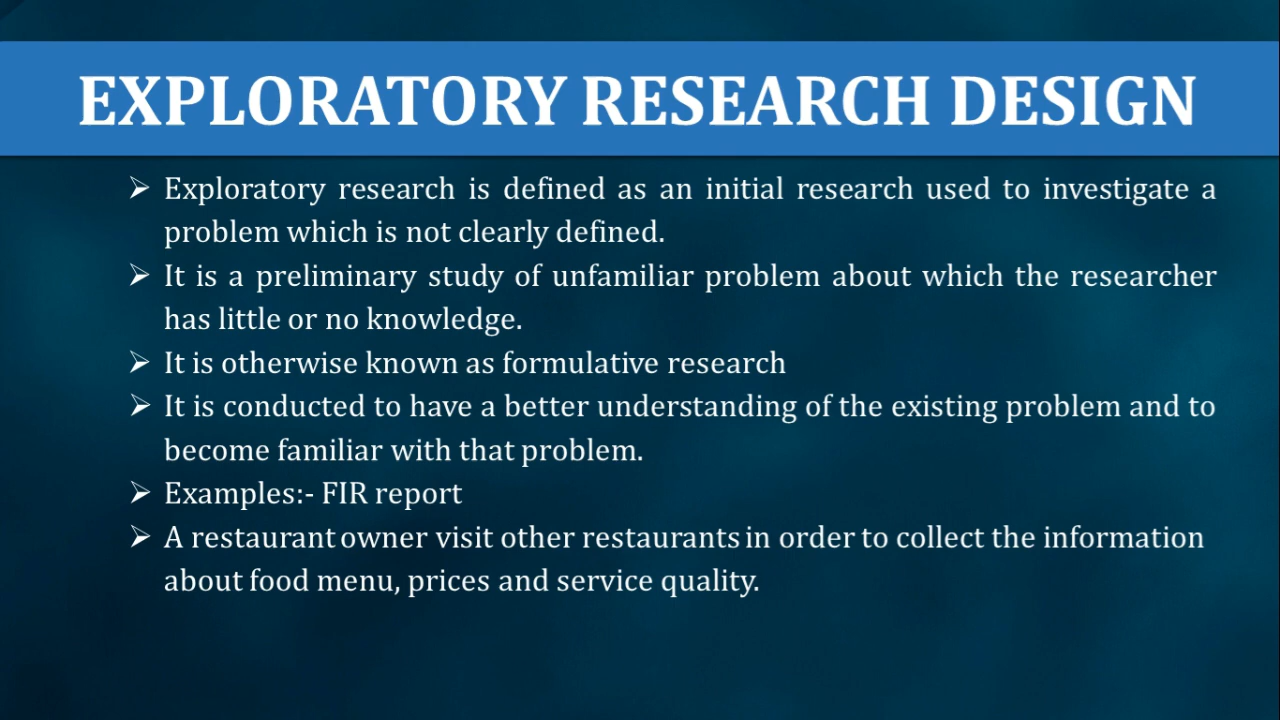 EXPLORATORY RESEARCH DESIGN
➢ Exploratory research is defined as an initial research used to investigate a
problem which is not clearly defined.
➢ It is a preliminary study of unfamiliar problem about which the researcher
has little or no knowledge.
➢ It is otherwise known as formulative research
➢ It is conducted to have a better understanding of the existing problem and to
become familiar with that problem.
➢ Examples:- FIR report
➢ A restaurant owner visit other restaurants in order to collect the information
about food menu, prices and service quality.